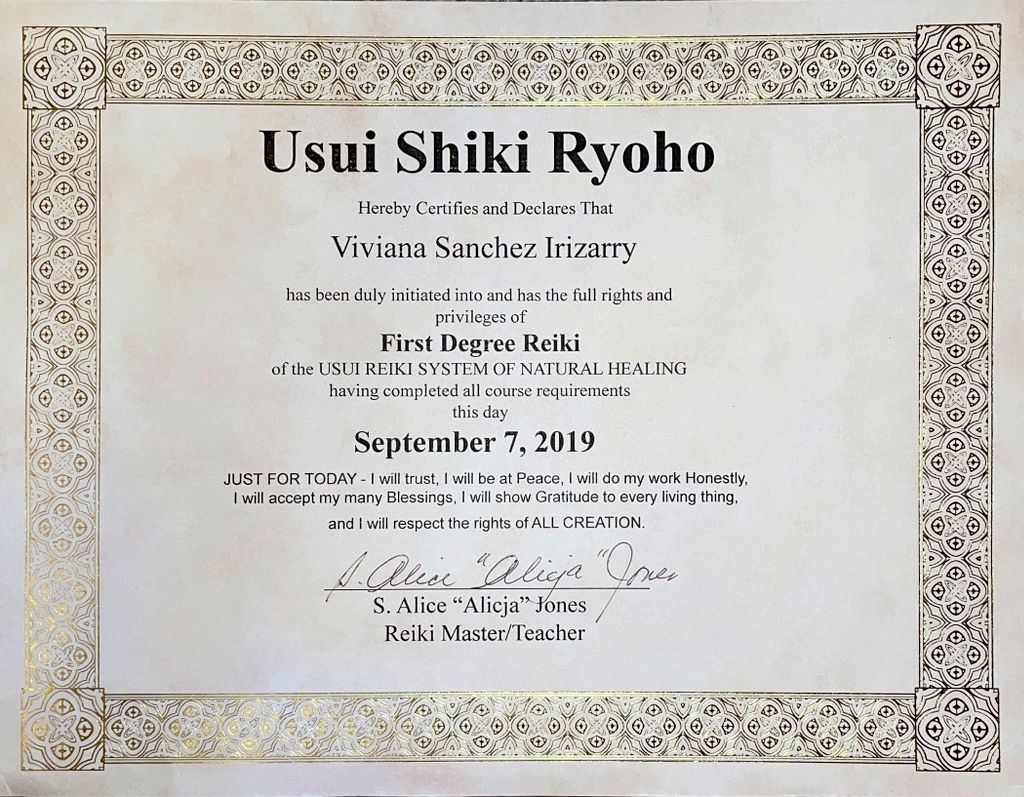 Usui Shiki Ryoho
Hereby Certifies and Declares That
Viviana Sanchez Irizarry
has been duly initiated into and has the full rights and
privileges of
First Degree Reiki
of the USUI REIKI SYSTEM OF NATURAL HEALING
having completed all course requirements
this day
September 7, 2019
JUST FOR TODAY - I will trust, I will be at Peace, I will do my work Honestly,
I will accept my many Blessings, I will show Gratitude to every living thing,
and I will respect the rights of ALL CREATION.
S. Alice "Alicja" Jones
S. Alice “Alicja” Jones
Reiki Master/Teacher